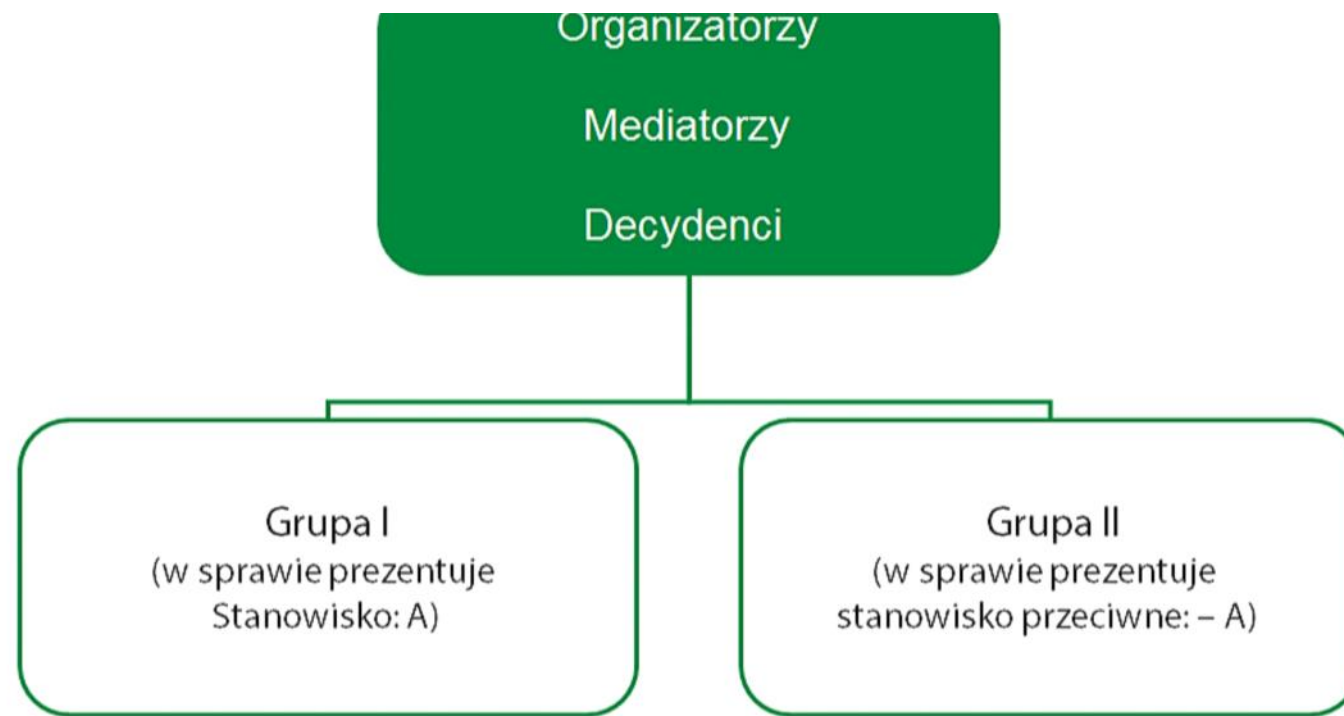 Organizatorzy
Mediatorzy
Decydenci
Grupa I
(w sprawie prezentuje
Stanowisko: A)
Grupa II
(w sprawie prezentuje
stanowisko przeciwne: – A)